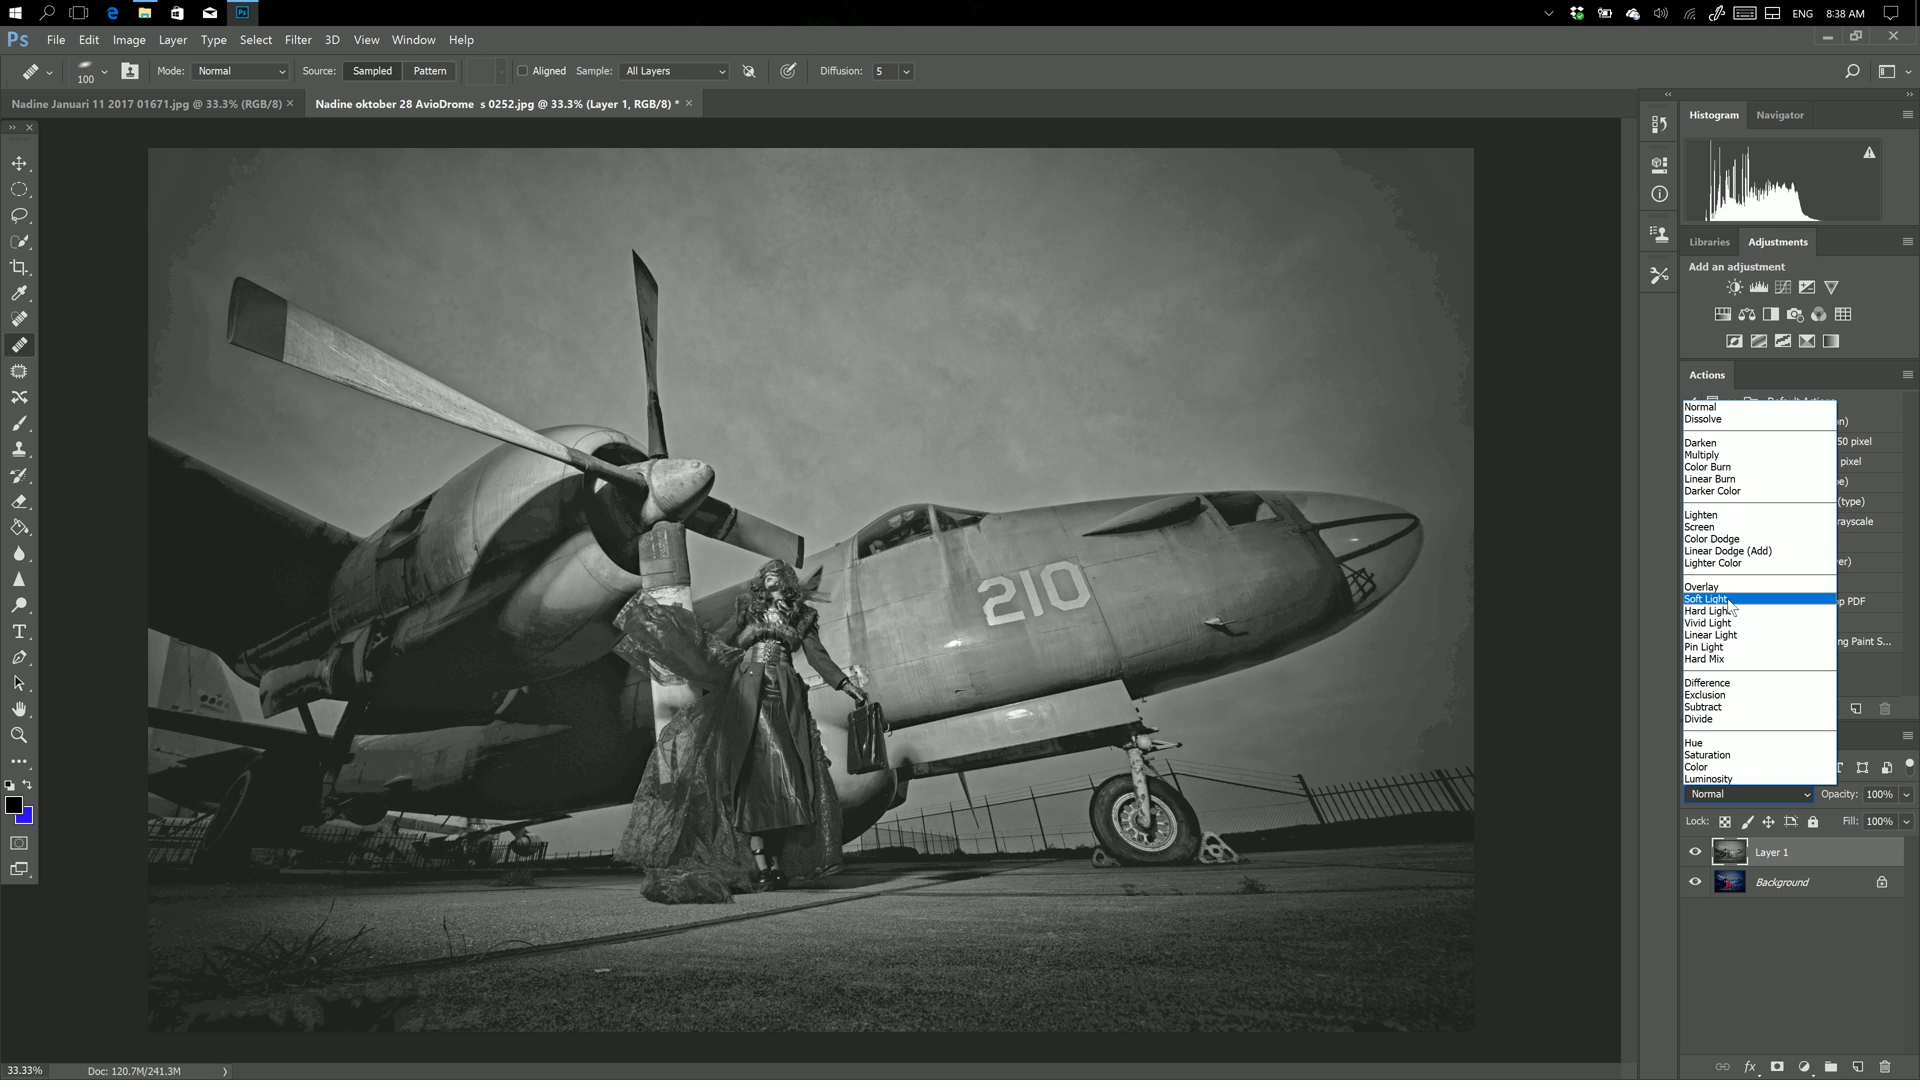 ENG 8:38 AM
Ps File Edit Image Layer Type Select Filter 3D View Window Help
100 Mode: Normal Source: Sampled Pattern Aligned Sample: All Layers Diffusion: 5
Nadine Januari 11 2017 01671.jpg @ 33.3% (RGB/8) × Nadine oktober 28 AvioDrome s 0252.jpg @ 33.3% (Layer 1, RGB/8) * ×
Histogram Navigator
Libraries Adjustments
Add an adjustment
Actions
Normal
Dissolve
on)
50 pixel
Darken
Multiply
pixel
Color Burn
Linear Burn
pe)
Darker Color
(type)
Lighten
rayscale
Screen
Color Dodge
Linear Dodge (Add)
Lighter Color
er)
Overlay
Soft Light
op PDF
Hard Light
Vivid Light
Linear Light
ng Paint S...
Pin Light
Hard Mix
Difference
Exclusion
Subtract
Divide
Hue
Saturation
Color
Luminosity
Normal Opacity: 100%
Lock: Fill: 100%
Layer 1
Background
210
33.33% Doc: 120.7M/241.3M